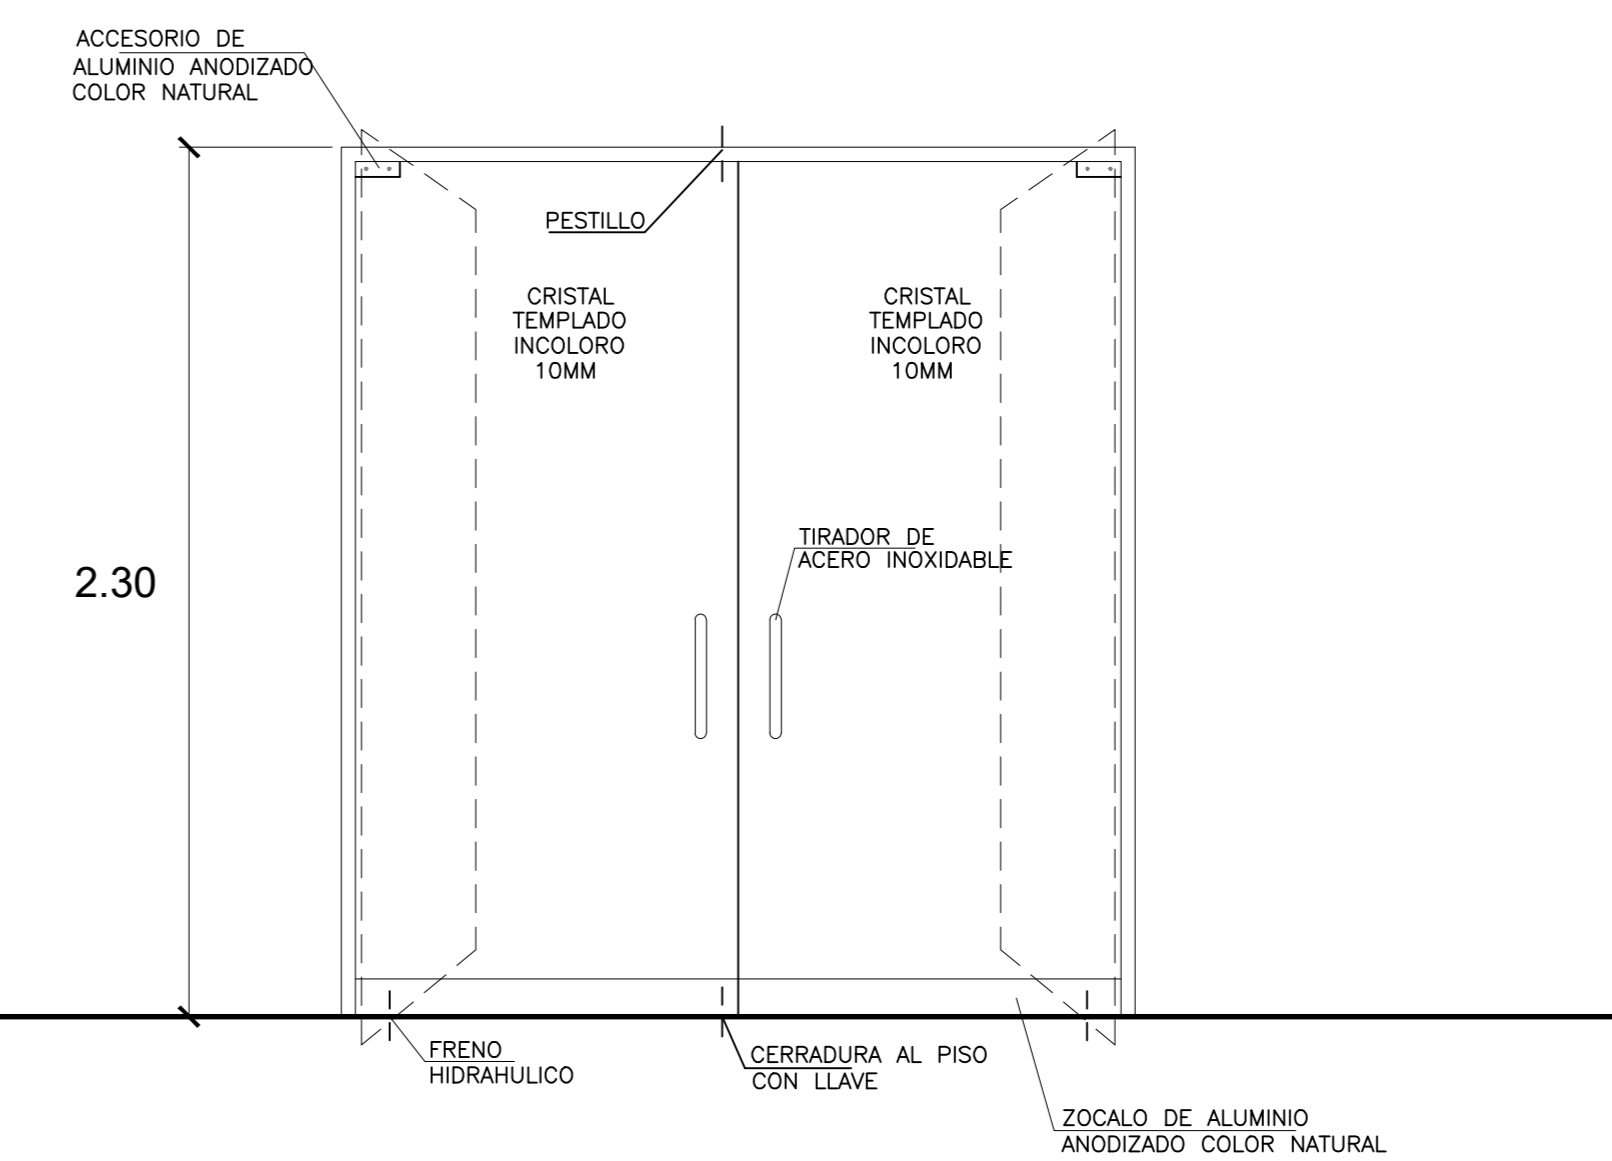 ACCESORIO DE
ALUMINIO ANODIZADO
COLOR NATURAL
PESTILLO
CRISTAL
TEMPLADO
INCOLORO
10MM
CRISTAL
TEMPLADO
INCOLORO
10MM
TIRADOR DE
ACERO INOXIDABLE
2.30
FRENO
HIDRAHULICO
CERRADURA AL PISO
CON LLAVE
ZOCALO DE ALUMINIO
ANODIZADO COLOR NATURAL